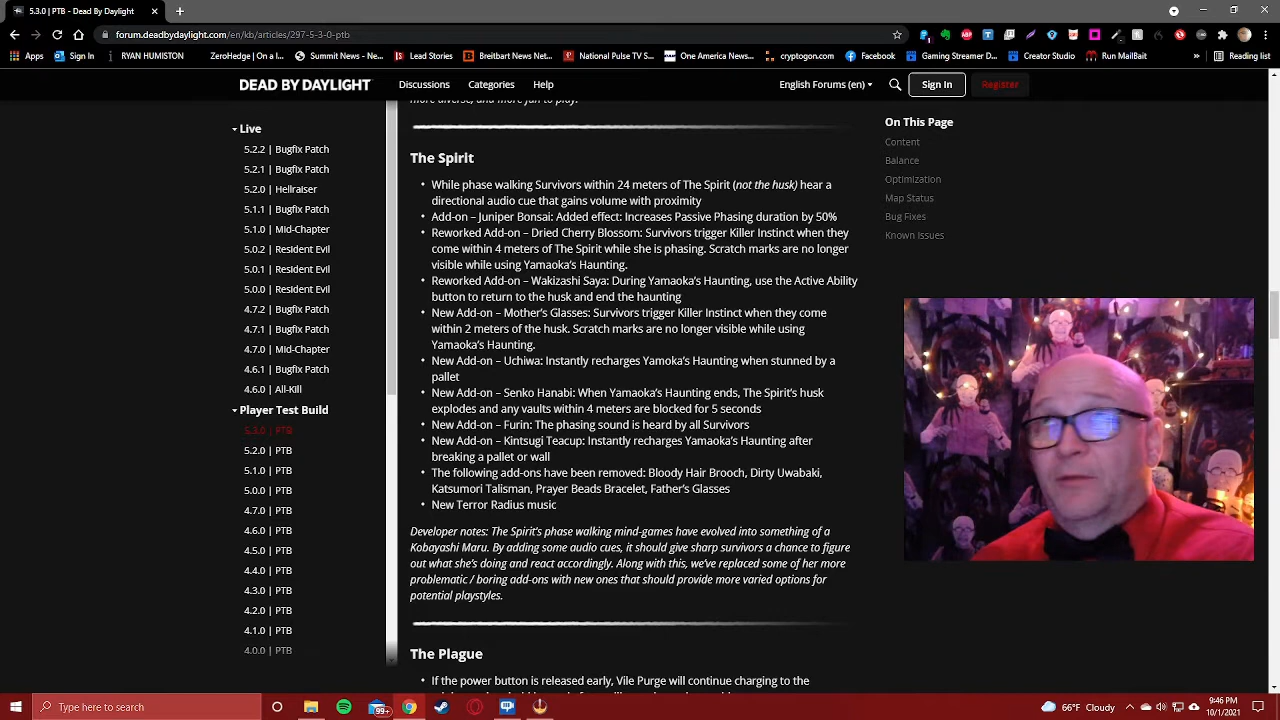 5.3.0 | PTB - Deadbydaylight
forum.deadbydaylight.com/en/kb/articles/297-5-3-0-ptb
Apps Sign In RYAN HUMISTON ZeroHedge | On a... Summit News - Ne... Lead Stories Breitbart News Net... National Pulse TV S... One America News... cryptogon.com Facebook Gaming Streamer D... Creator Studio Run MailBait » Reading list
DEAD BY DAYLIGHT Discussions Categories Help English Forums (en) Sign In Register
more diverse, and more fun to play.
Live
5.2.2 | Bugfix Patch
5.2.1 | Bugfix Patch
5.2.0 | Hellraiser
5.1.1 | Bugfix Patch
5.1.0 | Mid-Chapter
5.0.2 | Resident Evil
5.0.1 | Resident Evil
5.0.0 | Resident Evil
4.7.2 | Bugfix Patch
4.7.1 | Bugfix Patch
4.7.0 | Mid-Chapter
4.6.1 | Bugfix Patch
4.6.0 | All-Kill
Player Test Build
5.3.0 | PTB
5.2.0 | PTB
5.1.0 | PTB
5.0.0 | PTB
4.7.0 | PTB
4.6.0 | PTB
4.5.0 | PTB
4.4.0 | PTB
4.3.0 | PTB
4.2.0 | PTB
4.1.0 | PTB
4.0.0 | PTB
The Spirit
• While phase walking Survivors within 24 meters of The Spirit (not the husk) hear a
directional audio cue that gains volume with proximity
• Add-on – Juniper Bonsai: Added effect: Increases Passive Phasing duration by 50%
• Reworked Add-on – Dried Cherry Blossom: Survivors trigger Killer Instinct when they
come within 4 meters of The Spirit while she is phasing. Scratch marks are no longer
visible while using Yamaoka's Haunting.
• Reworked Add-on – Wakizashi Saya: During Yamaoka's Haunting, use the Active Ability
button to return to the husk and end the haunting
• New Add-on – Mother's Glasses: Survivors trigger Killer Instinct when they come
within 2 meters of the husk. Scratch marks are no longer visible while using
Yamaoka's Haunting.
• New Add-on – Uchiwa: Instantly recharges Yamoka's Haunting when stunned by a
pallet
• New Add-on – Senko Hanabi: When Yamaoka's Haunting ends, The Spirit's husk
explodes and any vaults within 4 meters are blocked for 5 seconds
• New Add-on – Furin: The phasing sound is heard by all Survivors
• New Add-on – Kintsugi Teacup: Instantly recharges Yamaoka's Haunting after
breaking a pallet or wall
• The following add-ons have been removed: Bloody Hair Brooch, Dirty Uwabaki,
Katsumori Talisman, Prayer Beads Bracelet, Father's Glasses
• New Terror Radius music
Developer notes: The Spirit's phase walking mind-games have evolved into something of a
Kobayashi Maru. By adding some audio cues, it should give sharp survivors a chance to figure
out what she's doing and react accordingly. Along with this, we've replaced some of her more
problematic / boring add-ons with new ones that should provide more varied options for
potential playstyles.
The Plague
• If the power button is released early, Vile Purge will continue charging to the
On This Page
Content
Balance
Optimization
Map Status
Bug Fixes
Known Issues
Type here to search
99+
66°F Cloudy
9:46 PM
10/1/2021